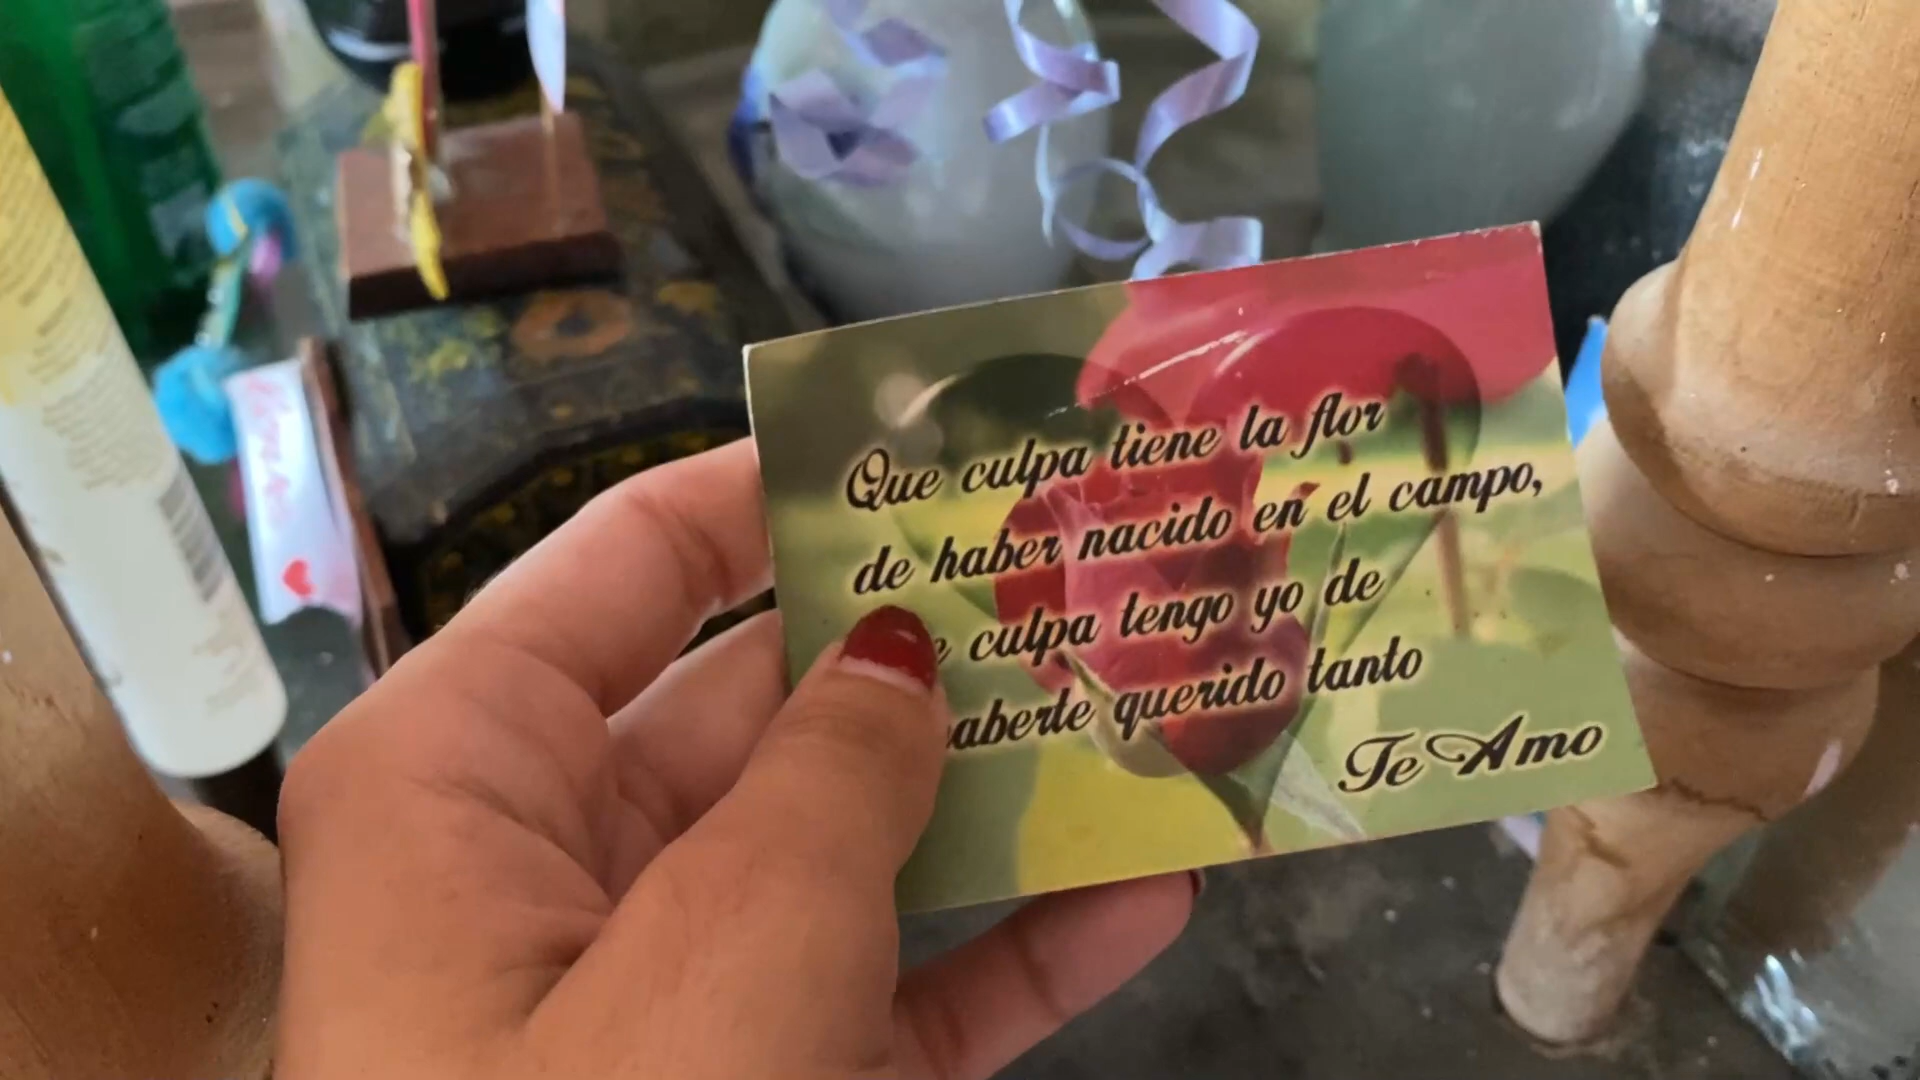 Que culpa tiene la flor
de haber nacido en el campo,
culpa tengo yo de
querido tanto
Te Amo